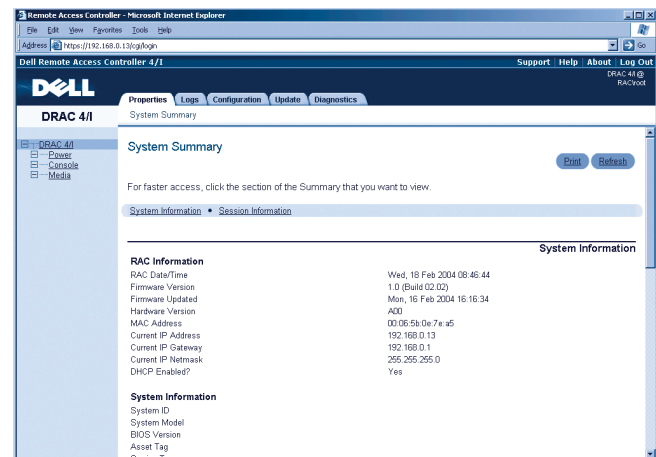 Remote Access Controller - Microsoft Internet Explorer
File Edit View Favorites Tools Help
Address https://192.168.0.13/cgi/login Go
Dell Remote Access Controller 4/I Support | Help | About | Log Out
DRAC 4/I @
RAC\root
DELL
Properties Logs Configuration Update Diagnostics
DRAC 4/I System Summary
DRAC 4/I
Power
Console
Media
System Summary
Print Refresh
For faster access, click the section of the Summary that you want to view.
System Information • Session Information
System Information
RAC Information
RAC Date/Time Wed, 18 Feb 2004 08:46:44
Firmware Version 1.0 (Build 02.02)
Firmware Updated Mon, 16 Feb 2004 16:16:34
Hardware Version A00
MAC Address 00:06:5b:0e:7e:a5
Current IP Address 192.168.0.13
Current IP Gateway 192.168.0.1
Current IP Netmask 255.255.255.0
DHCP Enabled? Yes
System Information
System ID
System Model
BIOS Version
Asset Tag